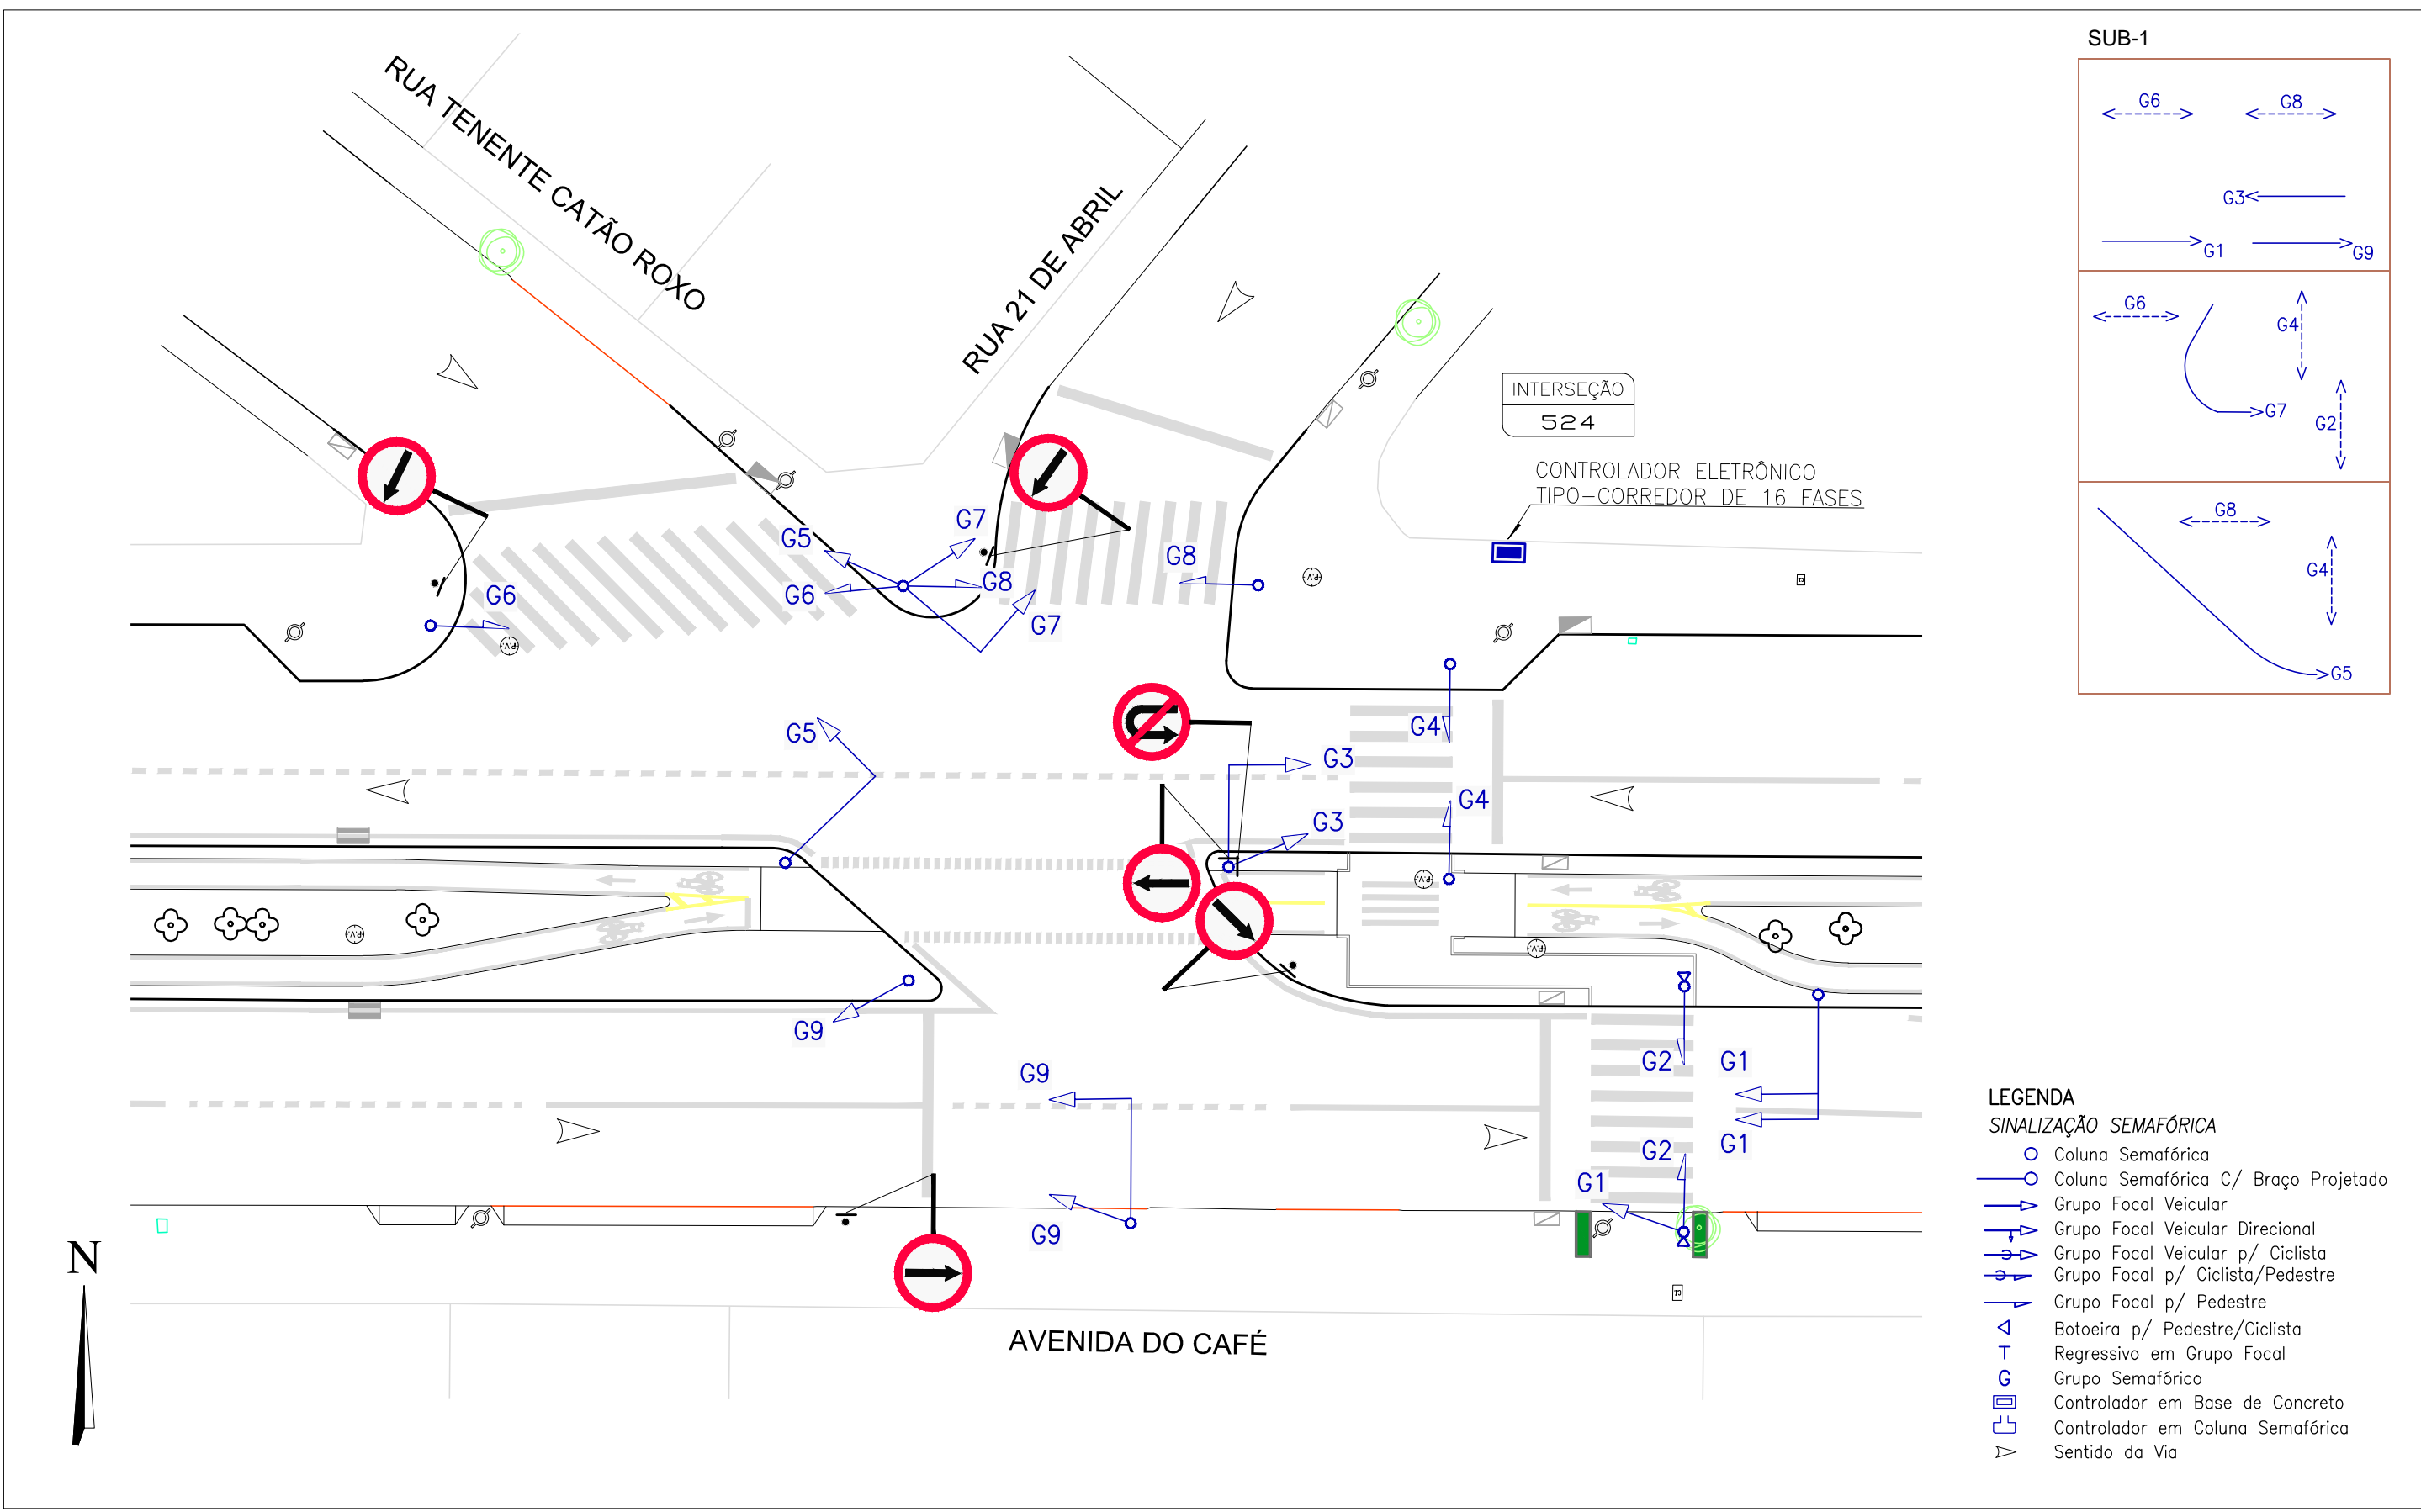 SUB-1
G6
G8
G3
G1
G9
G6
G4
G7
G2
G8
G4
G5
RUA TENENTE CATÃO ROXO
RUA 21 DE ABRIL
INTERSEÇÃO
524
CONTROLADOR ELETRÔNICO
TIPO-CORREDOR DE 16 FASES
G5
G7
G8
G6
G8
G6
G7
P.V.
P.V.
G5
G4
G3
G4
G3
P.V.
P.V.
P.V.
G9
G9
G2
G1
G2
G1
G1
G9
AVENIDA DO CAFÉ
N
LEGENDA
SINALIZAÇÃO SEMAFÓRICA
Coluna Semafórica
Coluna Semafórica C/ Braço Projetado
Grupo Focal Veicular
Grupo Focal Veicular Direcional
Grupo Focal Veicular p/ Ciclista
Grupo Focal p/ Ciclista/Pedestre
Grupo Focal p/ Pedestre
Botoeira p/ Pedestre/Ciclista
T Regressivo em Grupo Focal
G Grupo Semafórico
Controlador em Base de Concreto
Controlador em Coluna Semafórica
Sentido da Via